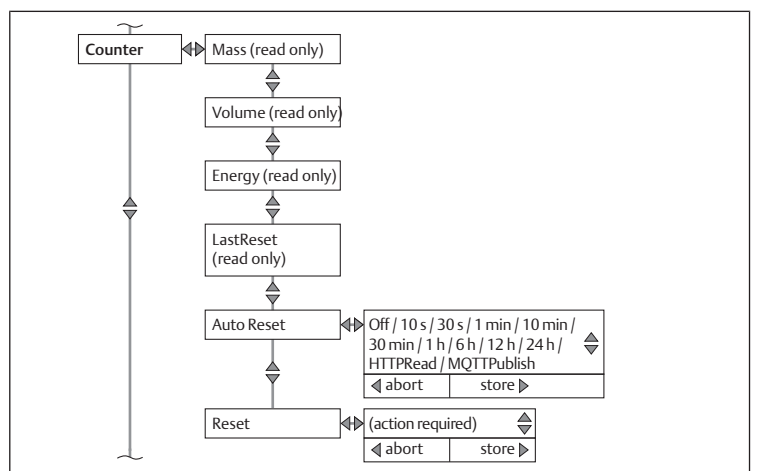 Counter
Mass (read only)
Volume (read only)
Energy (read only)
LastReset
(read only)
Auto Reset
Off / 10 s / 30 s / 1 min / 10 min /
30 min / 1 h / 6 h / 12 h / 24 h /
HTTPRead / MQTTPublish
abort store
Reset
(action required)
abort store